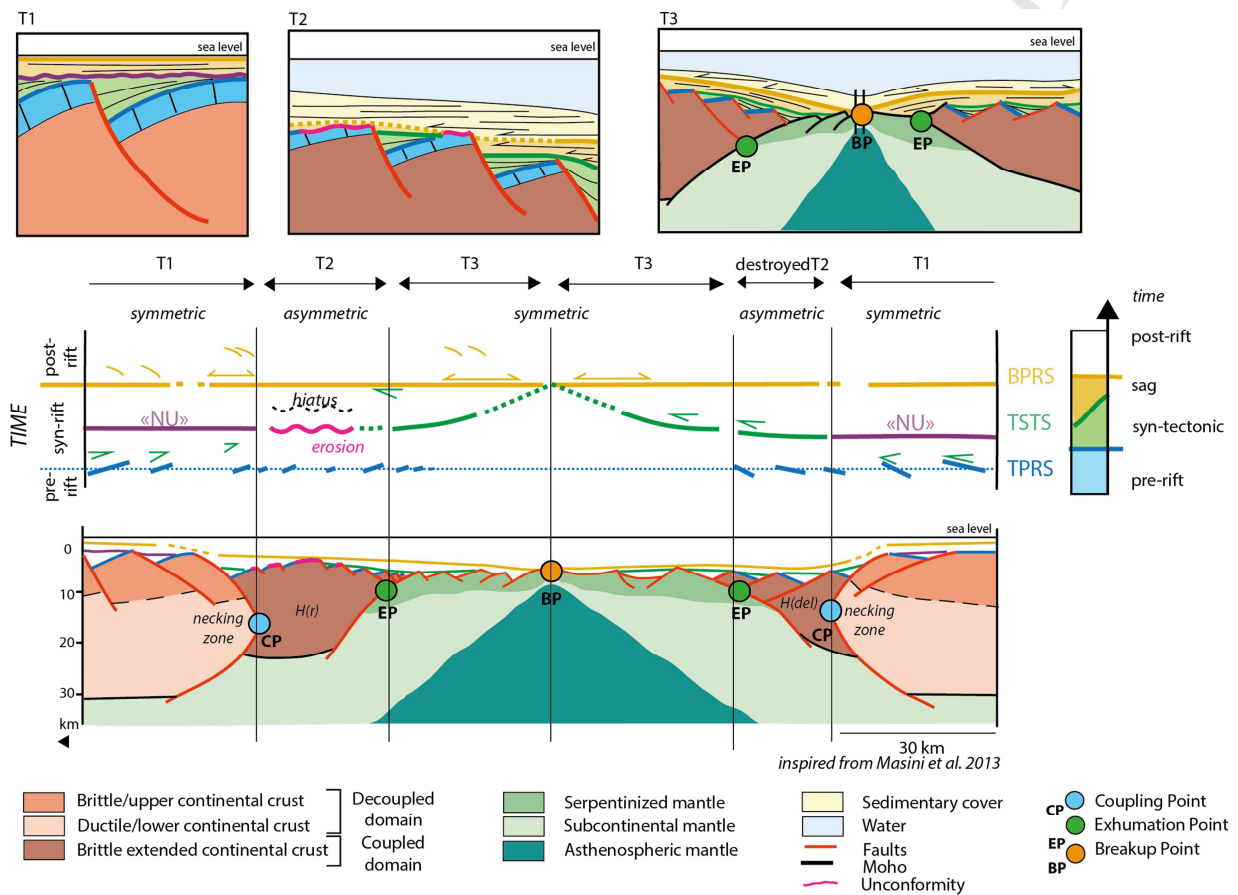 T1
T2
T3
sea level
sea level
sea level
EP
BP
EP
T1
T2
T3
T3
destroyedT2
T1
symmetric
asymmetric
symmetric
asymmetric
symmetric
time
post-rift
post-
rift
BPRS
sag
TIME
syn-rift
«NU»
hiatus
erosion
«NU»
TSTS
syn-tectonic
pre-
rift
TPRS
pre-rift
sea level
0
10
20
30
km
necking
zone
CP
H(r)
EP
BP
EP
H(del)
CP
necking
zone
30 km
inspired from Masini et al. 2013
Brittle/upper continental crust
Ductile/lower continental crust
Brittle extended continental crust
Decoupled
domain
Coupled
domain
Serpentinized mantle
Subcontinental mantle
Asthenospheric mantle
Sedimentary cover
Water
Faults
Moho
Unconformity
CP
Coupling Point
EP
Exhumation Point
BP
Breakup Point